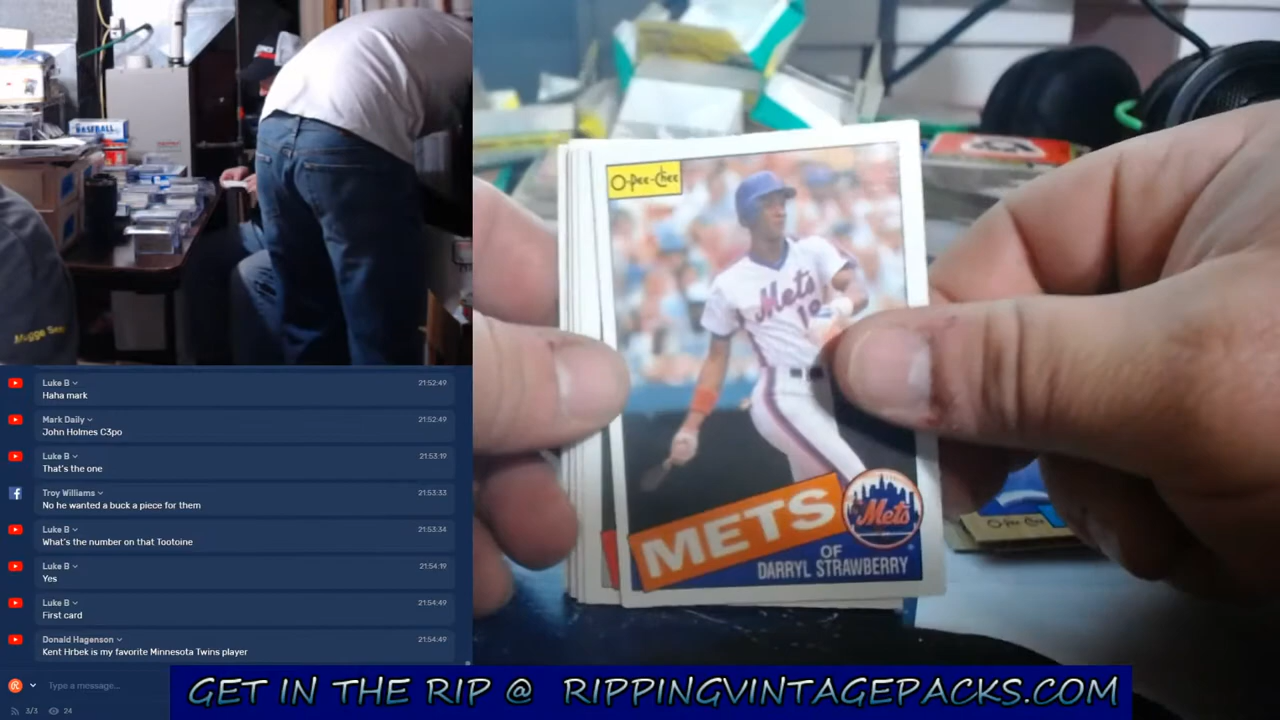 BASEBALL
O-Pee-Chee
Mets
METS
Mets
OF
DARRYL STRAWBERRY
O-Pee-Chee
Luke B
21:52:49
Haha mark
Mark Daily
21:52:49
John Holmes C3po
Luke B
21:53:19
That's the one
Troy Williams
21:53:33
No he wanted a buck a piece for them
Luke B
21:53:34
What's the number on that Tootoine
Luke B
21:54:19
Yes
Luke B
21:54:49
First card
Donald Hagenson
21:54:49
Kent Hrbek is my favorite Minnesota Twins player
Type a message...
3/3 24
GET IN THE RIP @ RIPPINGVINTAGEPACKS.COM